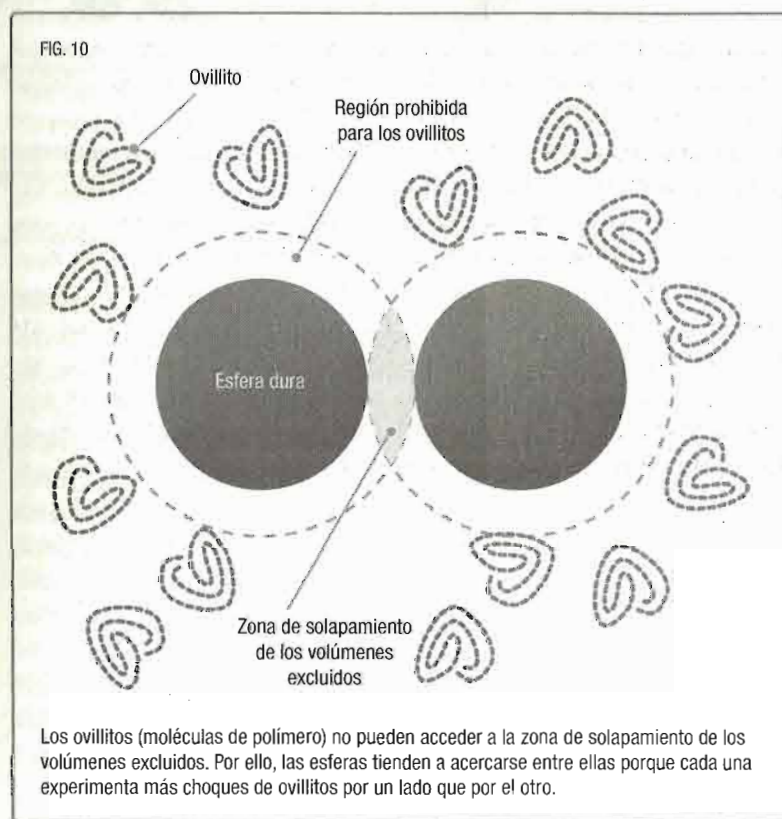 FIG. 10
Ovillito
Región prohibida
para los ovillitos
Esfera dura
Zona de solapamiento
de los volúmenes
excluidos
Los ovillitos (moléculas de polímero) no pueden acceder a la zona de solapamiento de los
volúmenes excluidos. Por ello, las esferas tienden a acercarse entre ellas porque cada una
experimenta más choques de ovillitos por un lado que por el otro.